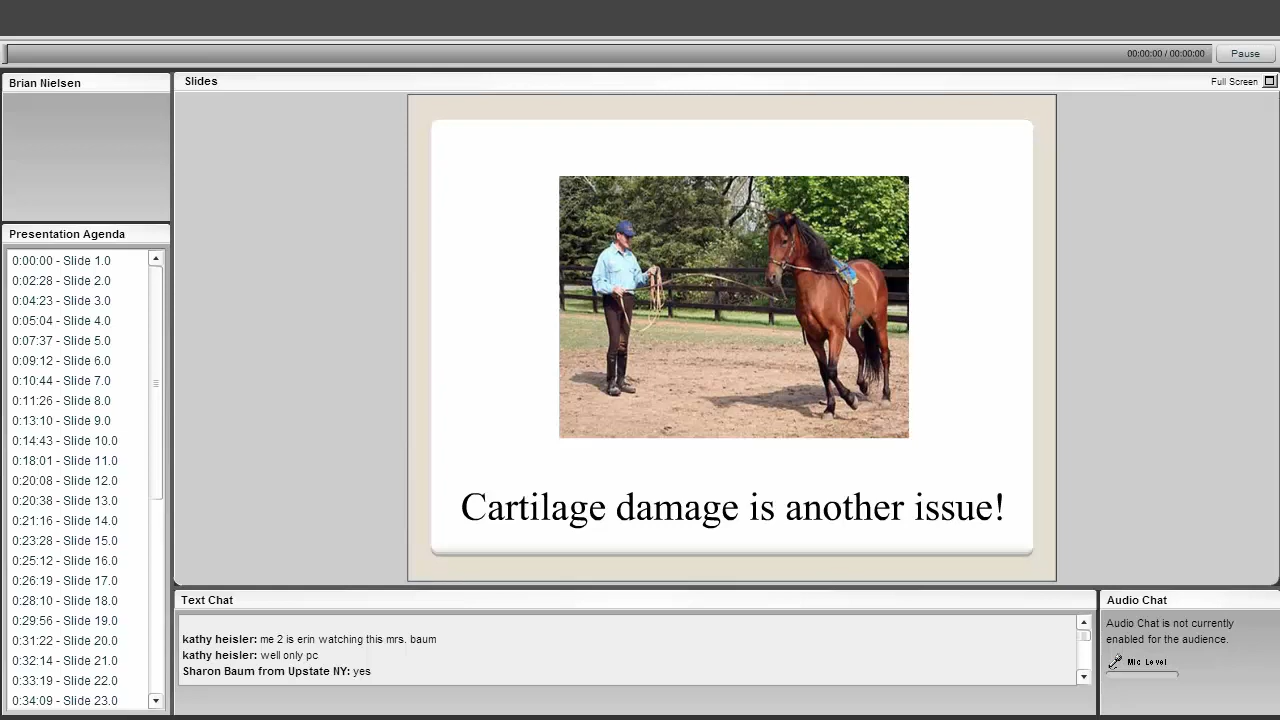 00:00:00 / 00:00:00
Pause
Brian Nielsen
Slides
Full Screen
Cartilage damage is another issue!
Presentation Agenda
0:00:00 - Slide 1.0
0:02:28 - Slide 2.0
0:04:23 - Slide 3.0
0:05:04 - Slide 4.0
0:07:37 - Slide 5.0
0:09:12 - Slide 6.0
0:10:44 - Slide 7.0
0:11:26 - Slide 8.0
0:13:10 - Slide 9.0
0:14:43 - Slide 10.0
0:18:01 - Slide 11.0
0:20:08 - Slide 12.0
0:20:38 - Slide 13.0
0:21:16 - Slide 14.0
0:23:28 - Slide 15.0
0:25:12 - Slide 16.0
0:26:19 - Slide 17.0
0:28:10 - Slide 18.0
0:29:56 - Slide 19.0
0:31:22 - Slide 20.0
0:32:14 - Slide 21.0
0:33:19 - Slide 22.0
0:34:09 - Slide 23.0
Text Chat
kathy heisler: me 2 is erin watching this mrs. baum
kathy heisler: well only pc
Sharon Baum from Upstate NY: yes
Audio Chat
Audio Chat is not currently
enabled for the audience.
Mic Level